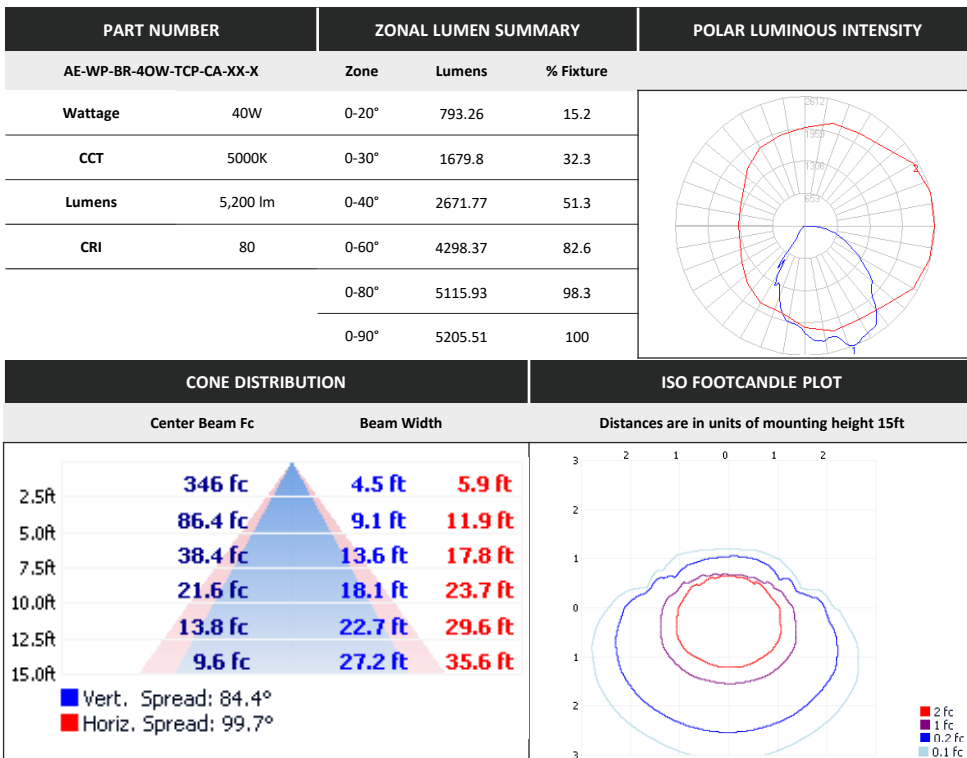 PART NUMBER
ZONAL LUMEN SUMMARY
POLAR LUMINOUS INTENSITY
AE-WP-BR-4OW-TCP-CA-XX-X
Zone Lumens % Fixture
Wattage 40W
0-20° 793.26 15.2
CCT 5000K
0-30° 1679.8 32.3
Lumens 5,200 lm
0-40° 2671.77 51.3
CRI 80
0-60° 4298.37 82.6
0-80° 5115.93 98.3
0-90° 5205.51 100
2612
1959
1306
653
2
1
CONE DISTRIBUTION
Center Beam Fc Beam Width
2.5ft 346 fc 4.5 ft 5.9 ft
5.0ft 86.4 fc 9.1 ft 11.9 ft
7.5ft 38.4 fc 13.6 ft 17.8 ft
10.0ft 21.6 fc 18.1 ft 23.7 ft
12.5ft 13.8 fc 22.7 ft 29.6 ft
15.0ft 9.6 fc 27.2 ft 35.6 ft
Vert. Spread: 84.4°
Horiz. Spread: 99.7°
ISO FOOTCANDLE PLOT
Distances are in units of mounting height 15ft
2 1 0 1 2
3
2
1
0
1
2
3
2 fc
1 fc
0.2 fc
0.1 fc